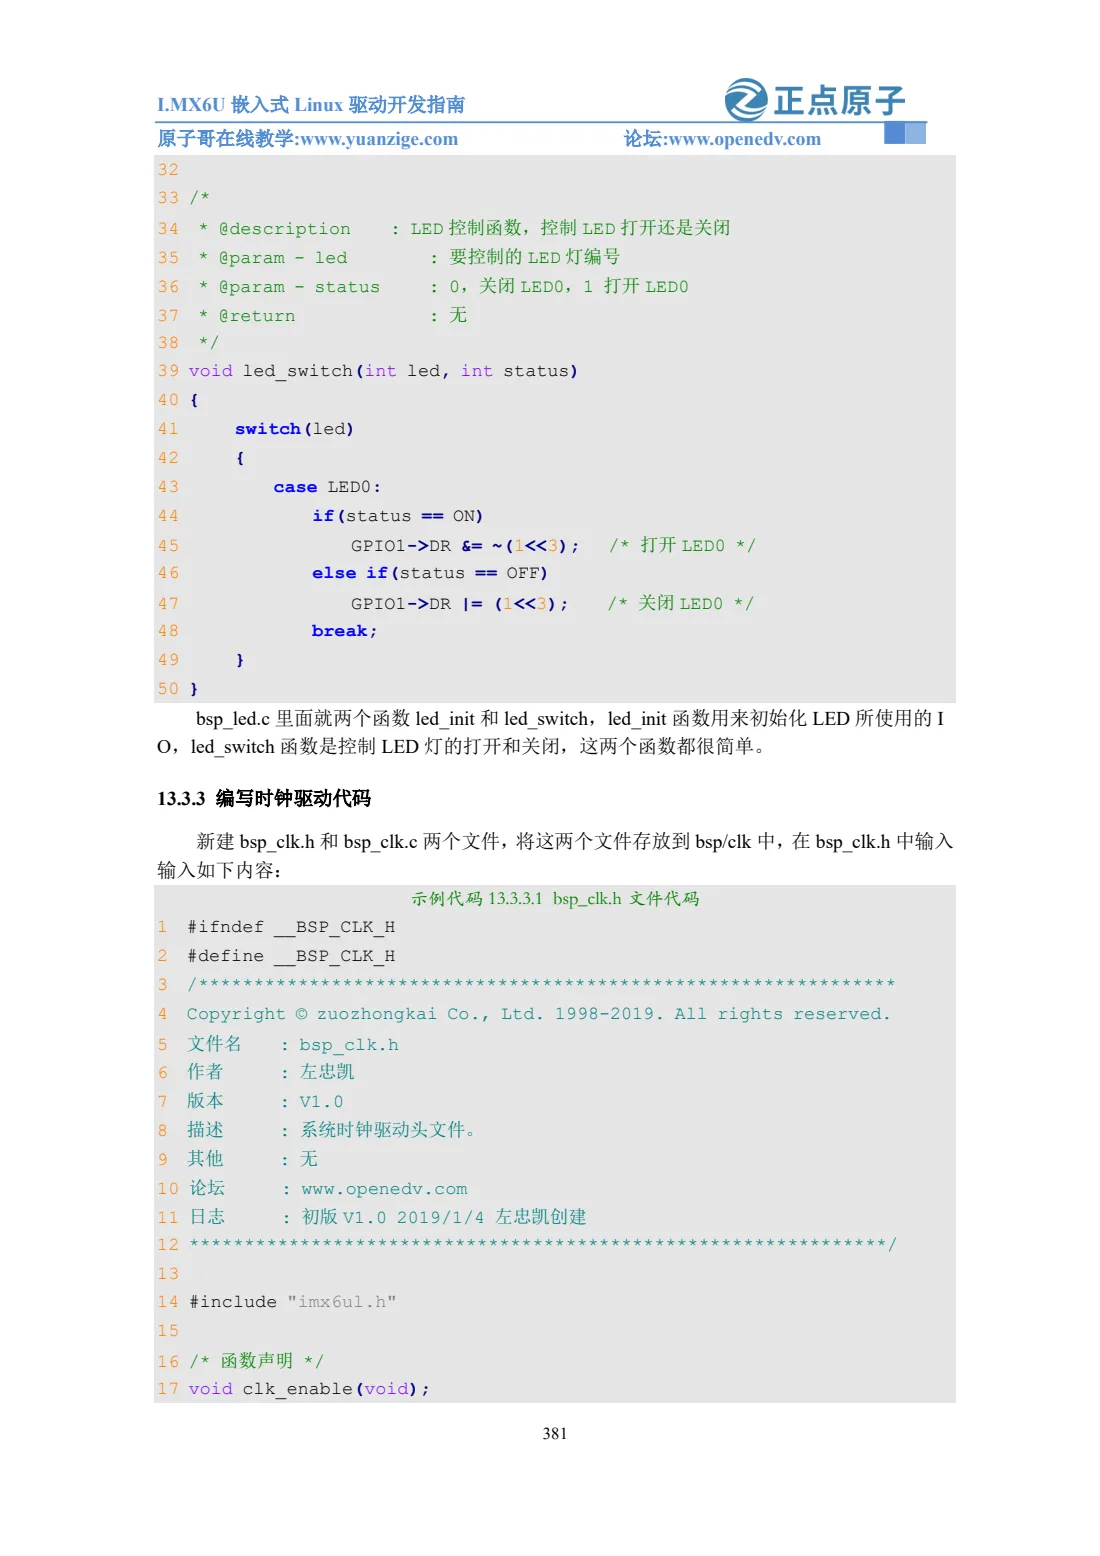 I.MX6U 嵌入式 Linux 驱动开发指南
正点原子
原子哥在线教学:www.yuanzige.com 论坛:www.openedv.com
32
33 /*
34  * @description    : LED 控制函数，控制 LED 打开还是关闭
35  * @param - led       : 要控制的 LED 灯编号
36  * @param - status    : 0，关闭 LED0，1 打开 LED0
37  * @return            : 无
38  */
39 void led_switch(int led, int status)
40 {
41     switch(led)
42     {
43         case LED0:
44             if(status == ON)
45                 GPIO1->DR &= ~(1<<3);   /* 打开 LED0 */
46             else if(status == OFF)
47                 GPIO1->DR |= (1<<3);    /* 关闭 LED0 */
48             break;
49     }
50 }
bsp_led.c 里面就两个函数 led_init 和 led_switch，led_init 函数用来初始化 LED 所使用的 I
O，led_switch 函数是控制 LED 灯的打开和关闭，这两个函数都很简单。
13.3.3 编写时钟驱动代码
新建 bsp_clk.h 和 bsp_clk.c 两个文件，将这两个文件存放到 bsp/clk 中，在 bsp_clk.h 中输入
输入如下内容：
示例代码 13.3.3.1 bsp_clk.h 文件代码
1  #ifndef __BSP_CLK_H
2  #define __BSP_CLK_H
3  /***************************************************************
4  Copyright © zuozhongkai Co., Ltd. 1998-2019. All rights reserved.
5  文件名   : bsp_clk.h
6  作者     : 左忠凯
7  版本     : V1.0
8  描述     : 系统时钟驱动头文件。
9  其他     : 无
10 论坛     : www.openedv.com
11 日志     : 初版 V1.0 2019/1/4 左忠凯创建
12 ***************************************************************/
13
14 #include "imx6ul.h"
15
16 /* 函数声明 */
17 void clk_enable(void);
381